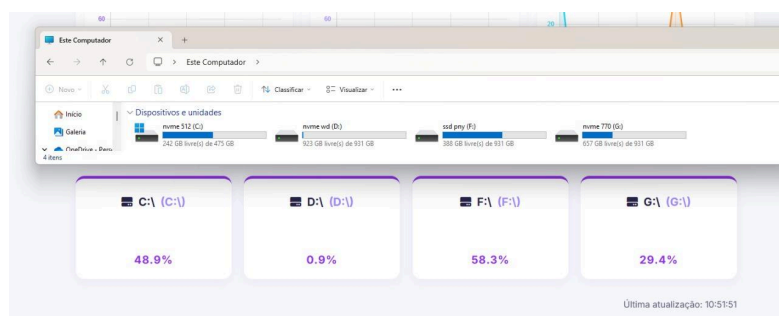 60
60
20
Este Computador
Este Computador
Novo
Classificar
Visualizar
Início
Galeria
Dispositivos e unidades
nvme 512 (C:)
242 GB livre(s) de 475 GB
nvme wd (D:)
923 GB livre(s) de 931 GB
ssd pny (F:)
388 GB livre(s) de 931 GB
nvme 770 (G:)
657 GB livre(s) de 931 GB
OneDrive - Pers
4 itens
C:\ (C:\)
D:\ (D:\)
F:\ (F:\)
G:\ (G:\)
48.9%
0.9%
58.3%
29.4%
Última atualização: 10:51:51